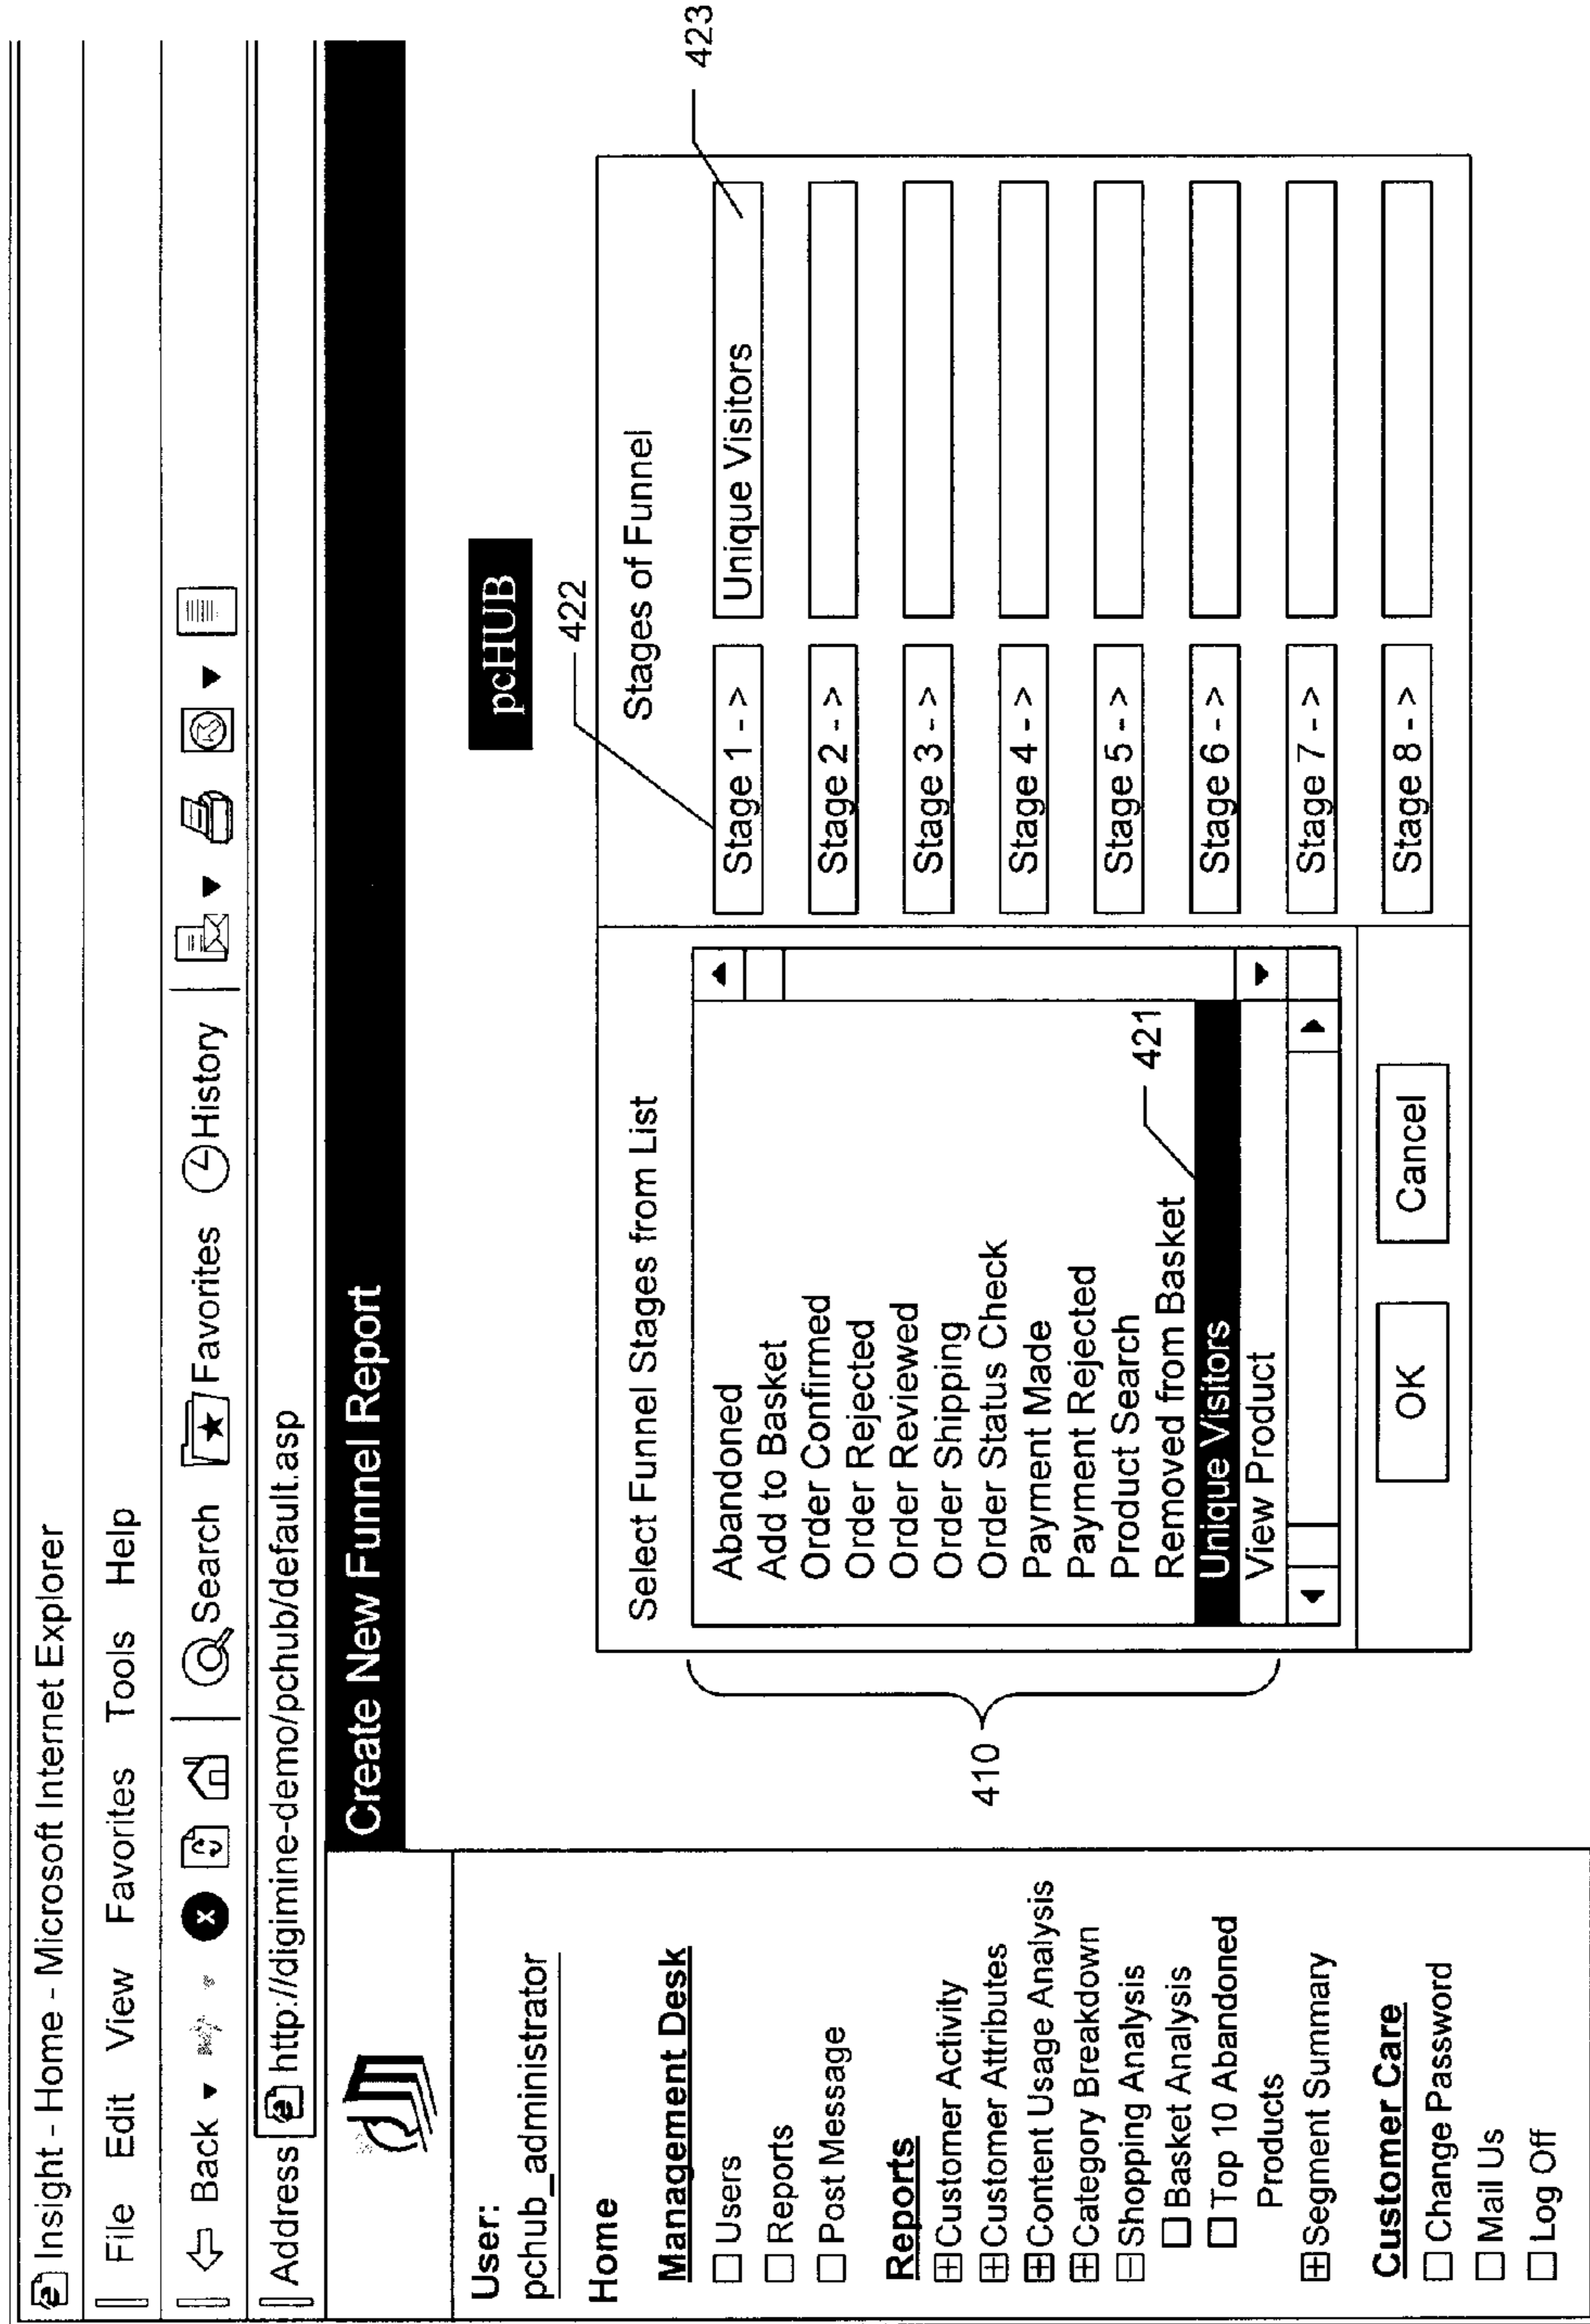 Insight - Home - Microsoft Internet Explorer
File Edit View Favorites Tools Help
Back Search Favorites History
Address http://digimine-demo/pchub/default.asp
Create New Funnel Report
User:
pchub_administrator
Home
Management Desk
Users
Reports
Post Message
Reports
Customer Activity
Customer Attributes
Content Usage Analysis
Category Breakdown
Shopping Analysis
Basket Analysis
Top 10 Abandoned
Products
Segment Summary
Customer Care
Change Password
Mail Us
Log Off
pcHUB
410
Select Funnel Stages from List
Abandoned
Add to Basket
Order Confirmed
Order Rejected
Order Reviewed
Order Shipping
Order Status Check
Payment Made
Payment Rejected
Product Search
Removed from Basket
421
Unique Visitors
View Product
OK Cancel
422
Stages of Funnel
423
Stage 1 - > Unique Visitors
Stage 2 - >
Stage 3 - >
Stage 4 - >
Stage 5 - >
Stage 6 - >
Stage 7 - >
Stage 8 - >